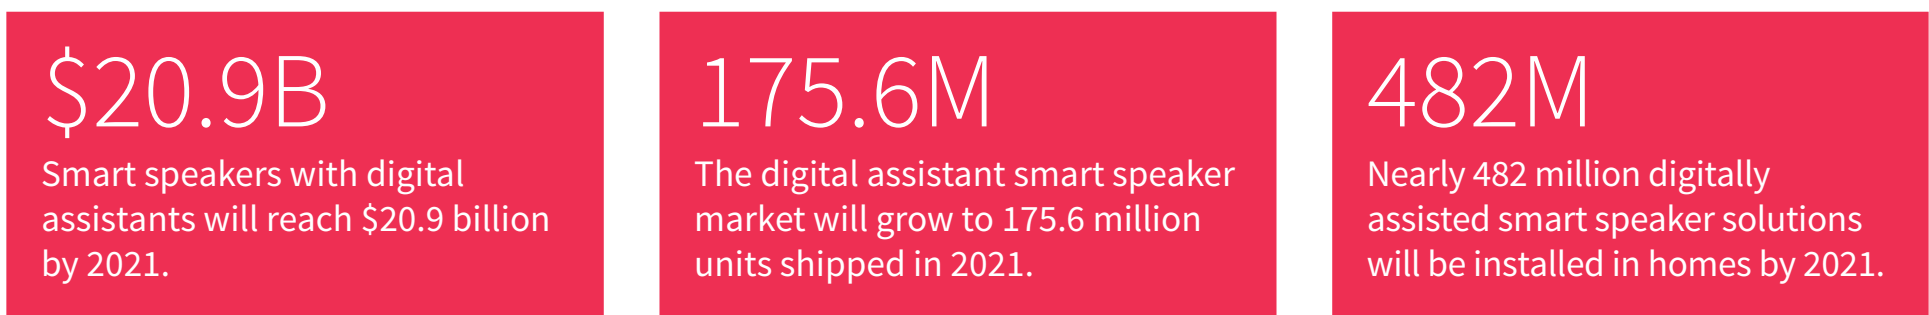 $20.9B
Smart speakers with digital
assistants will reach $20.9 billion
by 2021.
175.6M
The digital assistant smart speaker
market will grow to 175.6 million
units shipped in 2021.
482M
Nearly 482 million digitally
assisted smart speaker solutions
will be installed in homes by 2021.